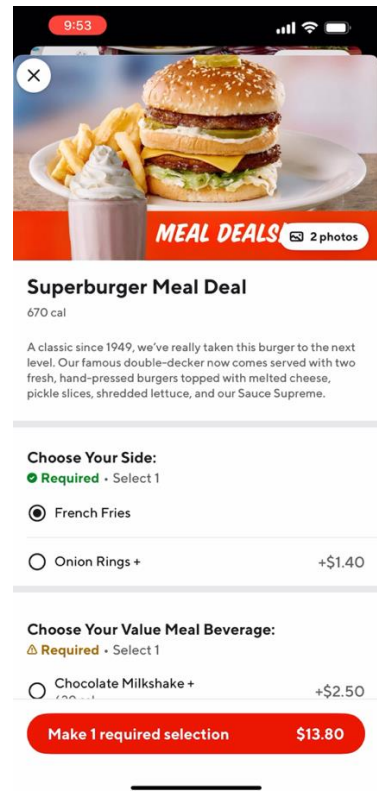 9:53
MEAL DEALS
2 photos
Superburger Meal Deal
670 cal
A classic since 1949, we've really taken this burger to the next
level. Our famous double-decker now comes served with two
fresh, hand-pressed burgers topped with melted cheese,
pickle slices, shredded lettuce, and our Sauce Supreme.
Choose Your Side:
Required • Select 1
French Fries
Onion Rings + +$1.40
Choose Your Value Meal Beverage:
Required • Select 1
Chocolate Milkshake + +$2.50
Make 1 required selection $13.80